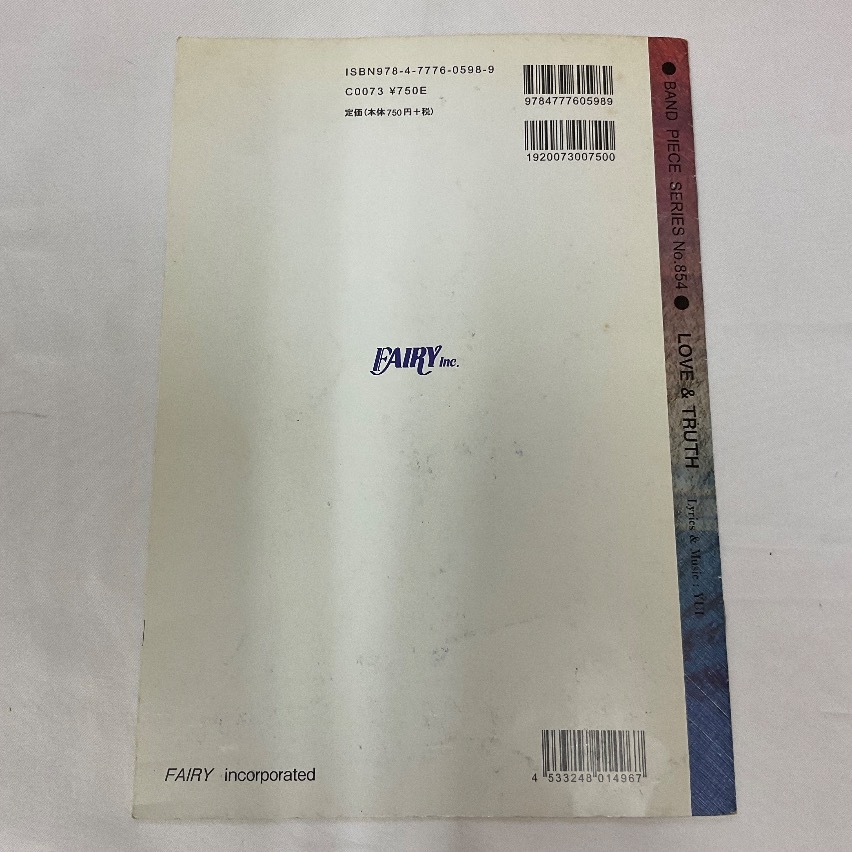 ISBN978-4-7776-0598-9
C0073 ¥750E
定価(本体750円+税)
9784777605989
1920073007500
● BAND PIECE SERIES No.854 ● LOVE & TRUTH Lyrics & Music : YUI
FAIRY Inc.
FAIRY incorporated
4 533248 014967